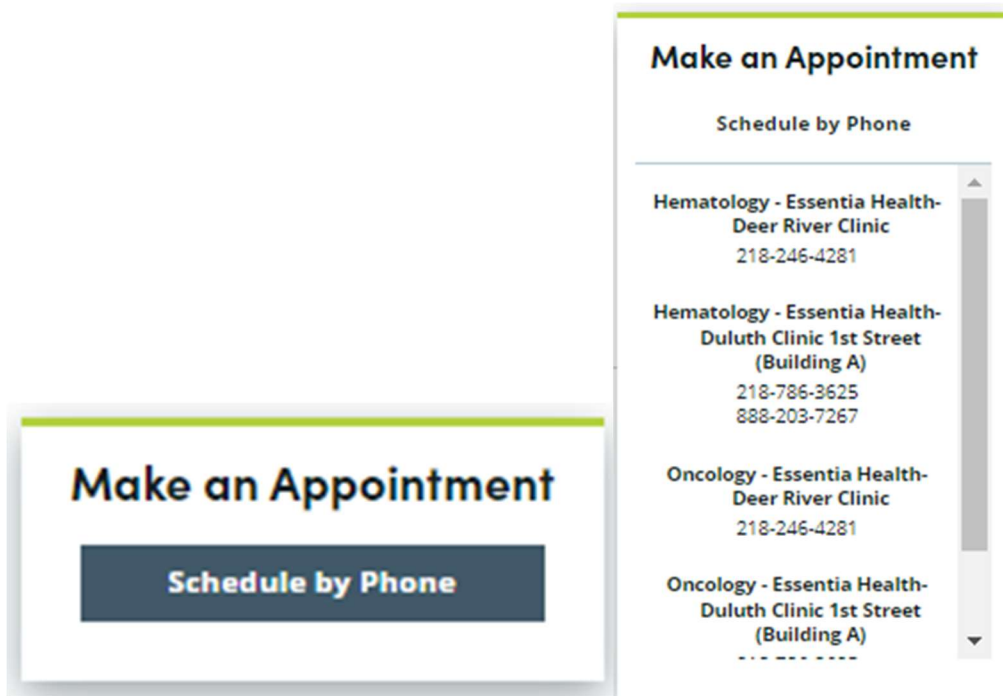 Make an Appointment
Schedule by Phone
Make an Appointment
Schedule by Phone
Hematology - Essentia Health-
Deer River Clinic
218-246-4281
Hematology - Essentia Health-
Duluth Clinic 1st Street
(Building A)
218-786-3625
888-203-7267
Oncology - Essentia Health-
Deer River Clinic
218-246-4281
Oncology - Essentia Health-
Duluth Clinic 1st Street
(Building A)